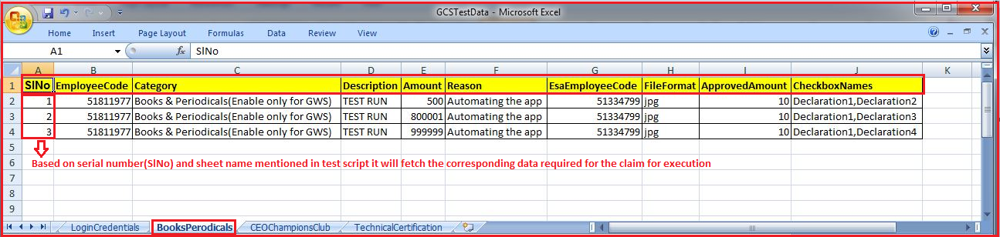 GCSTestData - Microsoft Excel
Home Insert Page Layout Formulas Data Review View
A1 fx SlNo
A B C D E F G H I J K
1 SlNo EmployeeCode Category Description Amount Reason EsaEmployeeCode FileFormat ApprovedAmount CheckboxNames
2 1 51811977 Books & Periodicals(Enable only for GWS) TEST RUN 500 Automating the app 51334799 jpg 10 Declaration1,Declaration2
3 2 51811977 Books & Periodicals(Enable only for GWS) TEST RUN 800001 Automating the app 51334799 jpg 10 Declaration1,Declaration3
4 3 51811977 Books & Periodicals(Enable only for GWS) TEST RUN 999999 Automating the app 51334799 jpg 10 Declaration1,Declaration4
5
6 Based on serial number(SlNo) and sheet name mentioned in test script it will fetch the corresponding data required for the claim for execution
7
8
9
LoginCredentials BooksPerodicals CEOChampionsClub TechnicalCertification